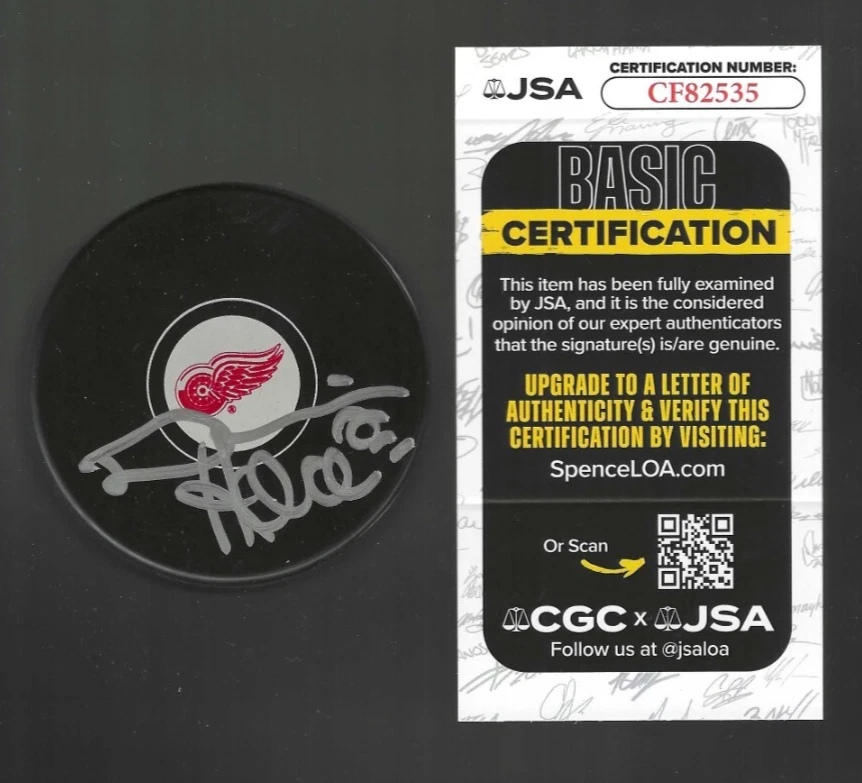 JSA
CERTIFICATION NUMBER:
CF82535
BASIC
CERTIFICATION
This item has been fully examined
by JSA, and it is the considered
opinion of our expert authenticators
that the signature(s) is/are genuine.
UPGRADE TO A LETTER OF
AUTHENTICITY & VERIFY THIS
CERTIFICATION BY VISITING:
SpenceLOA.com
Or Scan
CGC x JSA
Follow us at @jsaloa